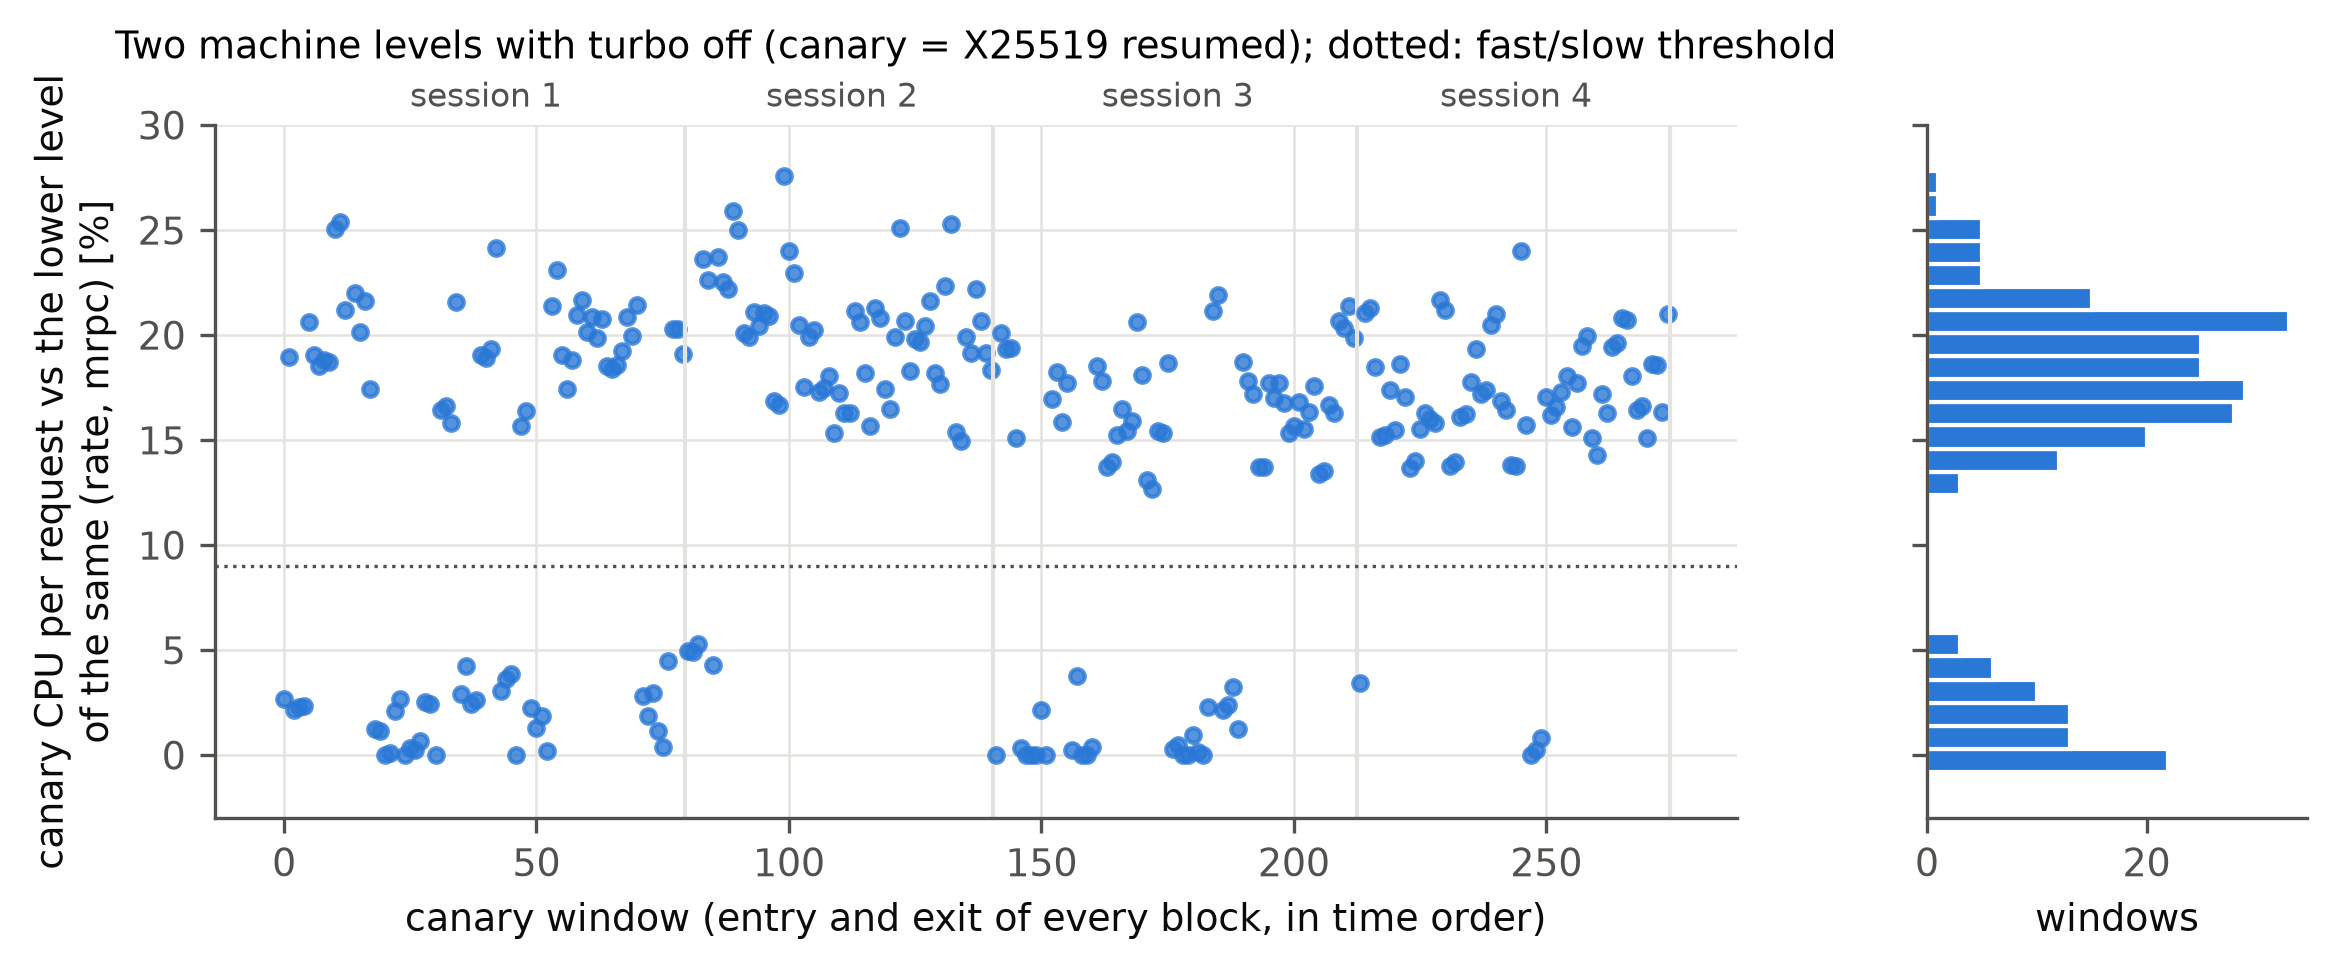 Two machine levels with turbo off (canary = X25519 resumed); dotted: fast/slow threshold
session 1
session 2
session 3
session 4
canary CPU per request vs the lower level
of the same (rate, mrpc) [%]
30
25
20
15
10
5
0
0
50
100
150
200
250
canary window (entry and exit of every block, in time order)
0
20
windows